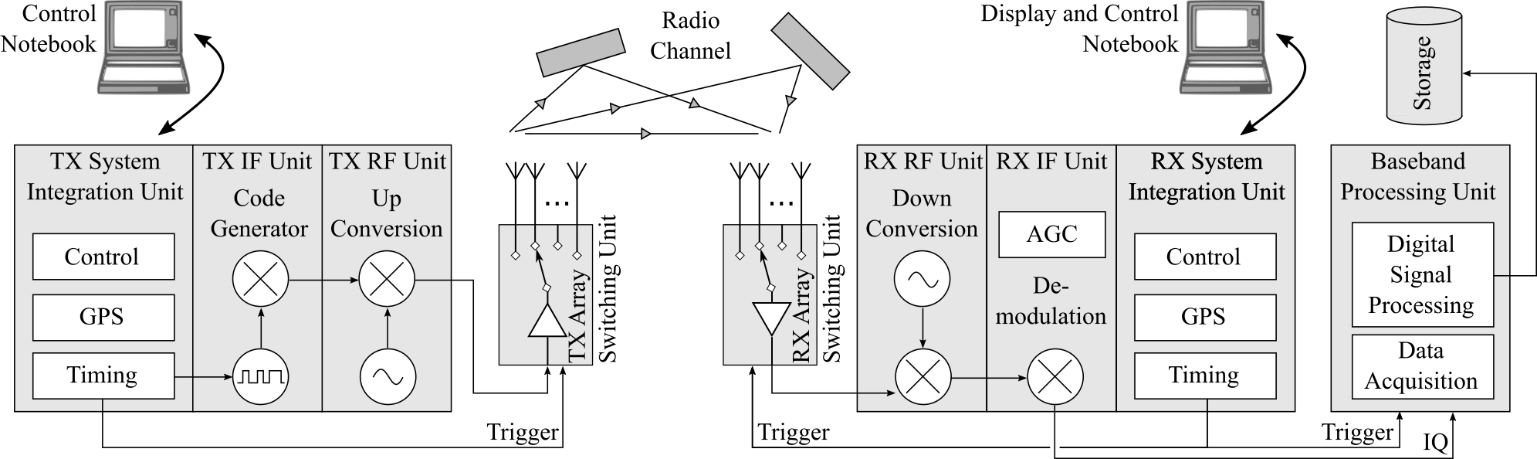 Control
Notebook
Radio
Channel
Display and Control
Notebook
Storage
TX System
Integration Unit
Control
GPS
Timing
TX IF Unit
Code
Generator
TX RF Unit
Up
Conversion
...
TX Array
Switching Unit
Trigger
...
RX Array
Switching Unit
Trigger
RX RF Unit
Down
Conversion
RX IF Unit
AGC
De-
modulation
RX System
Integration Unit
Control
GPS
Timing
Baseband
Processing Unit
Digital
Signal
Processing
Data
Acquisition
Trigger
IQ